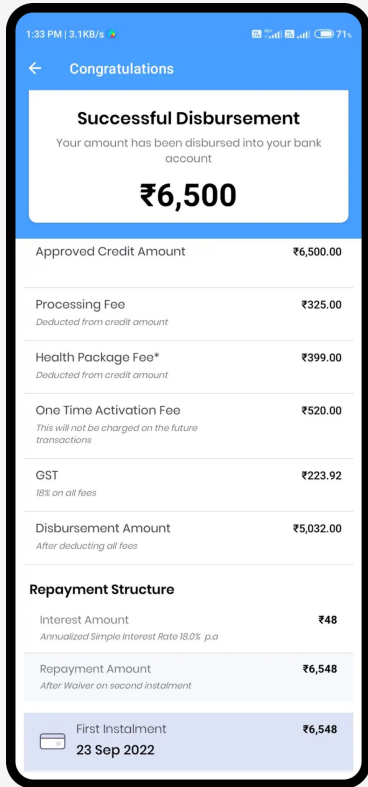 1:33 PM | 3.1KB/s
71%
Congratulations
Successful Disbursement
Your amount has been disbursed into your bank
account
₹6,500
Approved Credit Amount ₹6,500.00
Processing Fee ₹325.00
Deducted from credit amount
Health Package Fee* ₹399.00
Deducted from credit amount
One Time Activation Fee ₹520.00
This will not be charged on the future
transactions
GST ₹223.92
18% on all fees
Disbursement Amount ₹5,032.00
After deducting all fees
Repayment Structure
Interest Amount ₹48
Annualized Simple Interest Rate 18.0% p.a
Repayment Amount ₹6,548
After Waiver on second instalment
First Instalment ₹6,548
23 Sep 2022